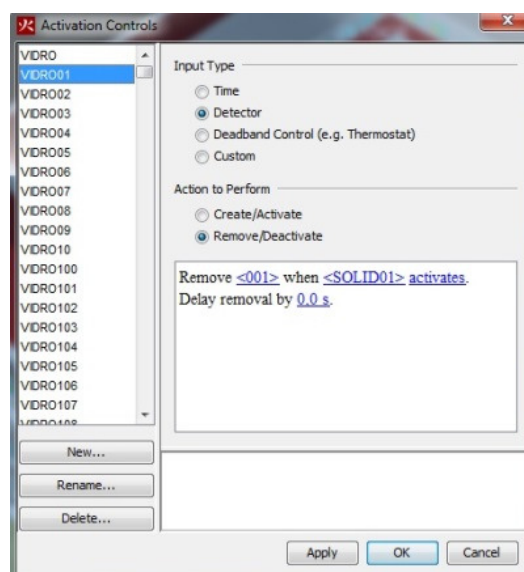 Activation Controls
VIDRO
VIDRO01
VIDRO02
VIDRO03
VIDRO04
VIDRO05
VIDRO06
VIDRO07
VIDRO08
VIDRO09
VIDRO10
VIDRO100
VIDRO101
VIDRO102
VIDRO103
VIDRO104
VIDRO105
VIDRO106
VIDRO107
VIDRO108
New...
Rename...
Delete...
Input Type
Time
Detector
Deadband Control (e.g. Thermostat)
Custom
Action to Perform
Create/Activate
Remove/Deactivate
Remove <001> when <SOLID01> activates.
Delay removal by 0,0 s.
Apply
OK
Cancel